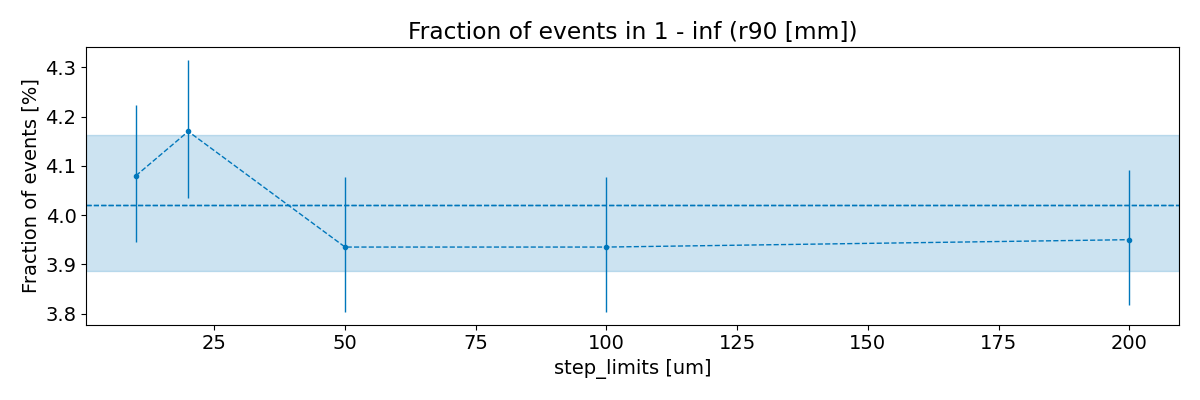 Fraction of events in 1 - inf (r90 [mm])
Fraction of events [%]
4.3
4.2
4.1
4.0
3.9
3.8
25 50 75 100 125 150 175 200
step_limits [um]